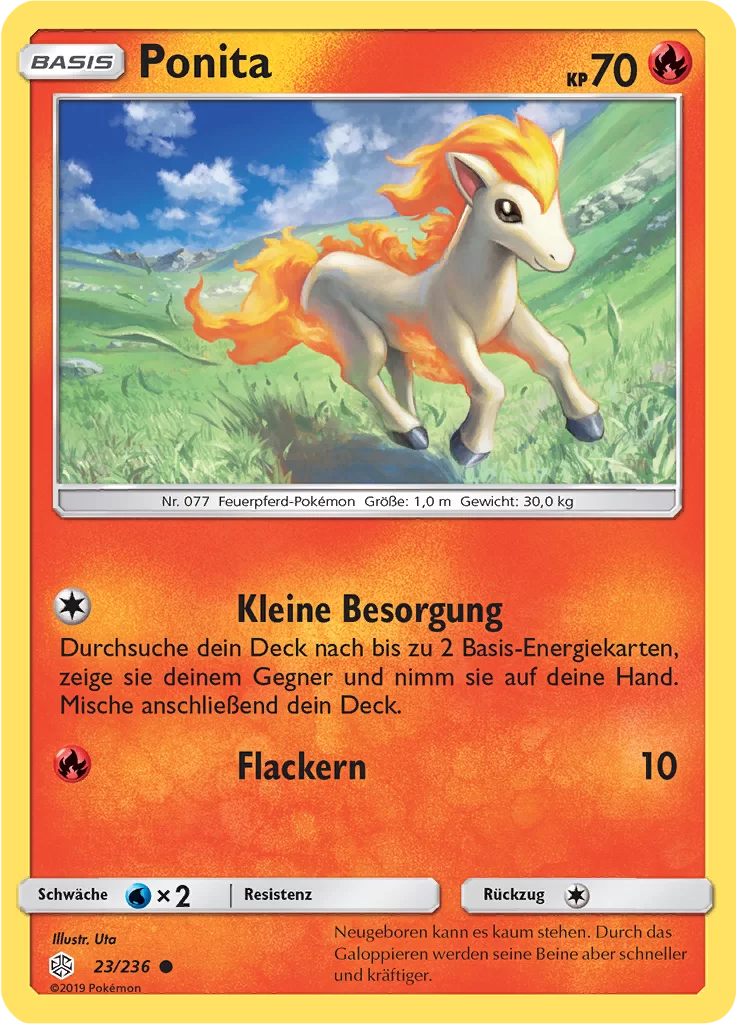 BASIS Ponita KP 70
Nr. 077 Feuerpferd-Pokémon Größe: 1,0 m Gewicht: 30,0 kg
Kleine Besorgung
Durchsuche dein Deck nach bis zu 2 Basis-Energiekarten,
zeige sie deinem Gegner und nimm sie auf deine Hand.
Mische anschließend dein Deck.
Flackern 10
Schwäche × 2 Resistenz Rückzug
Illustr. Uta
23/236
©2019 Pokémon
Neugeboren kann es kaum stehen. Durch das
Galoppieren werden seine Beine aber schneller
und kräftiger.